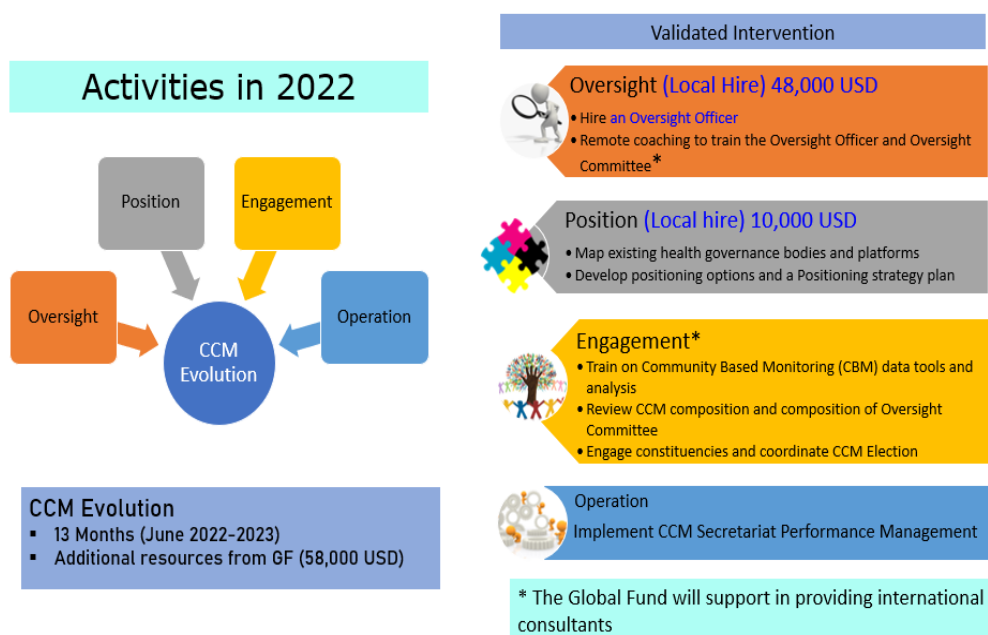 Activities in 2022
Position
Engagement
Oversight
Operation
CCM
Evolution
CCM Evolution
▪ 13 Months (June 2022-2023)
▪ Additional resources from GF (58,000 USD)
Validated Intervention
Oversight (Local Hire) 48,000 USD
• Hire an Oversight Officer
• Remote coaching to train the Oversight Officer and Oversight
Committee*
Position (Local hire) 10,000 USD
• Map existing health governance bodies and platforms
• Develop positioning options and a Positioning strategy plan
Engagement*
• Train on Community Based Monitoring (CBM) data tools and
analysis
• Review CCM composition and composition of Oversight
Committee
• Engage constituencies and coordinate CCM Election
Operation
Implement CCM Secretariat Performance Management
* The Global Fund will support in providing international
consultants